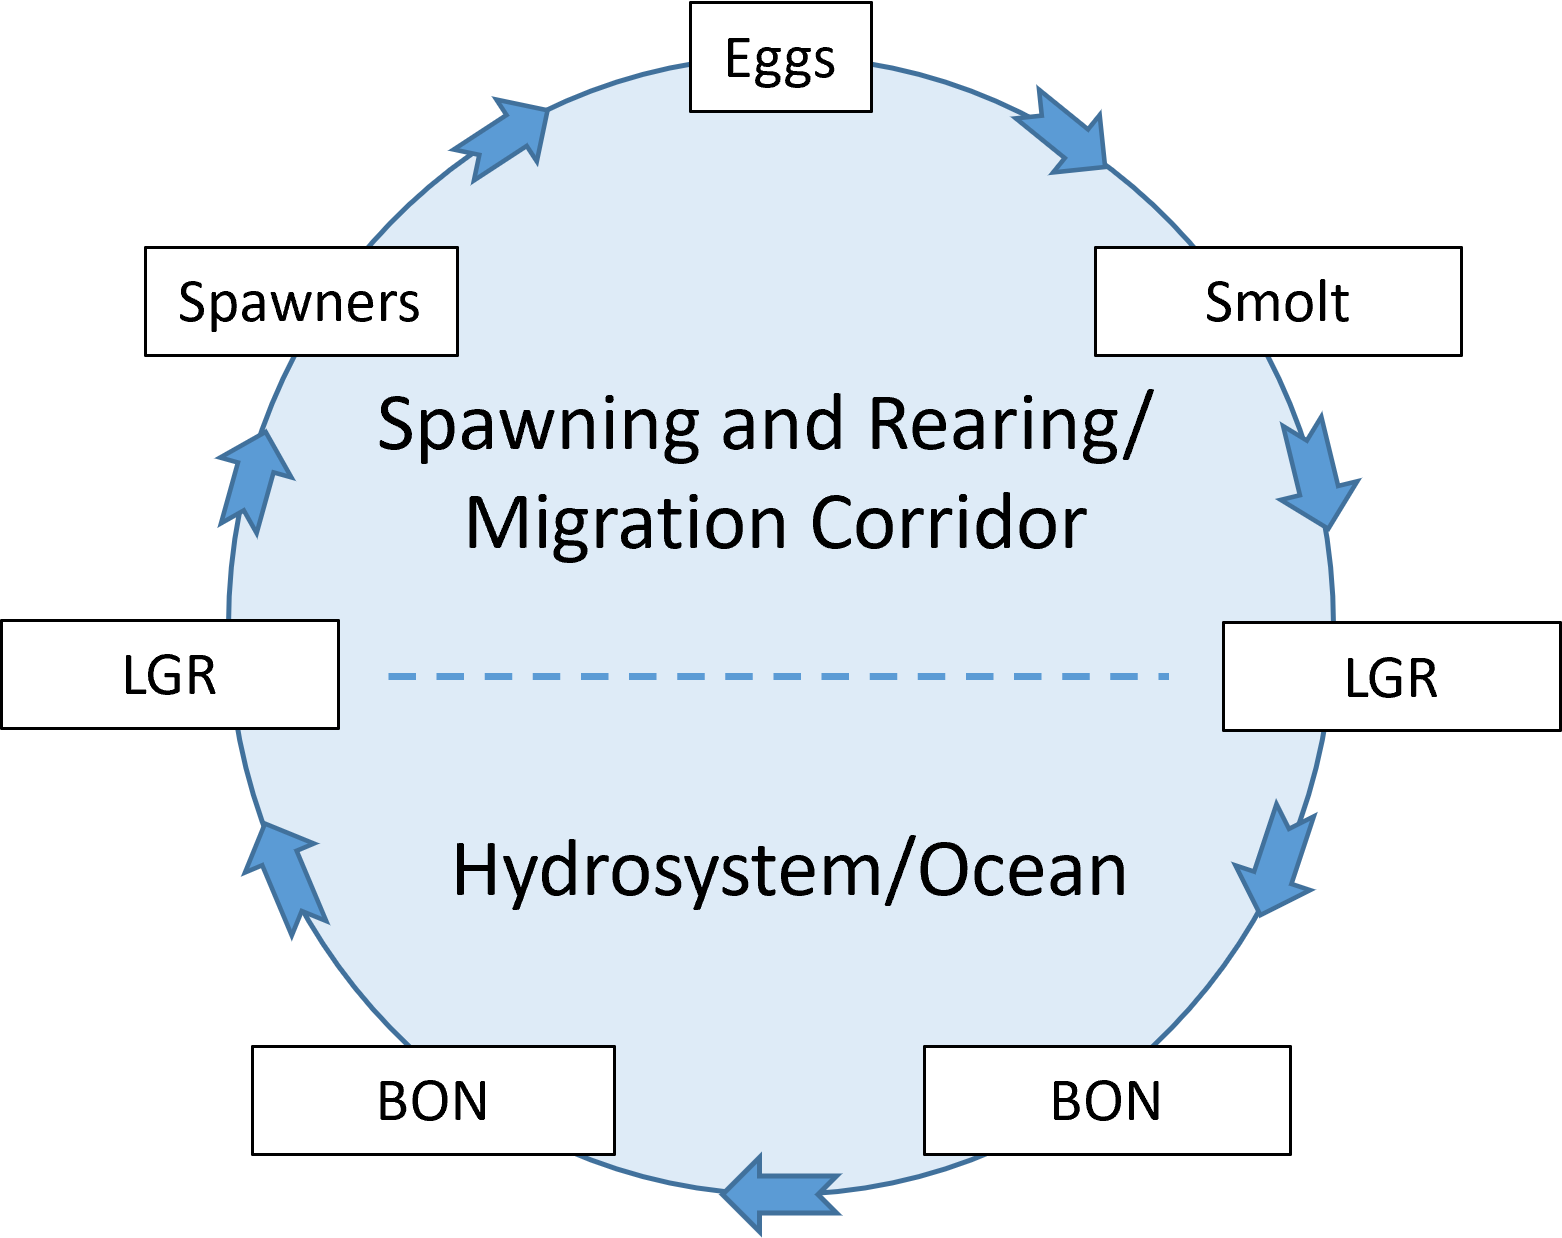 Eggs
Spawners
Smolt
Spawning and Rearing/
Migration Corridor
LGR
LGR
Hydrosystem/Ocean
BON
BON